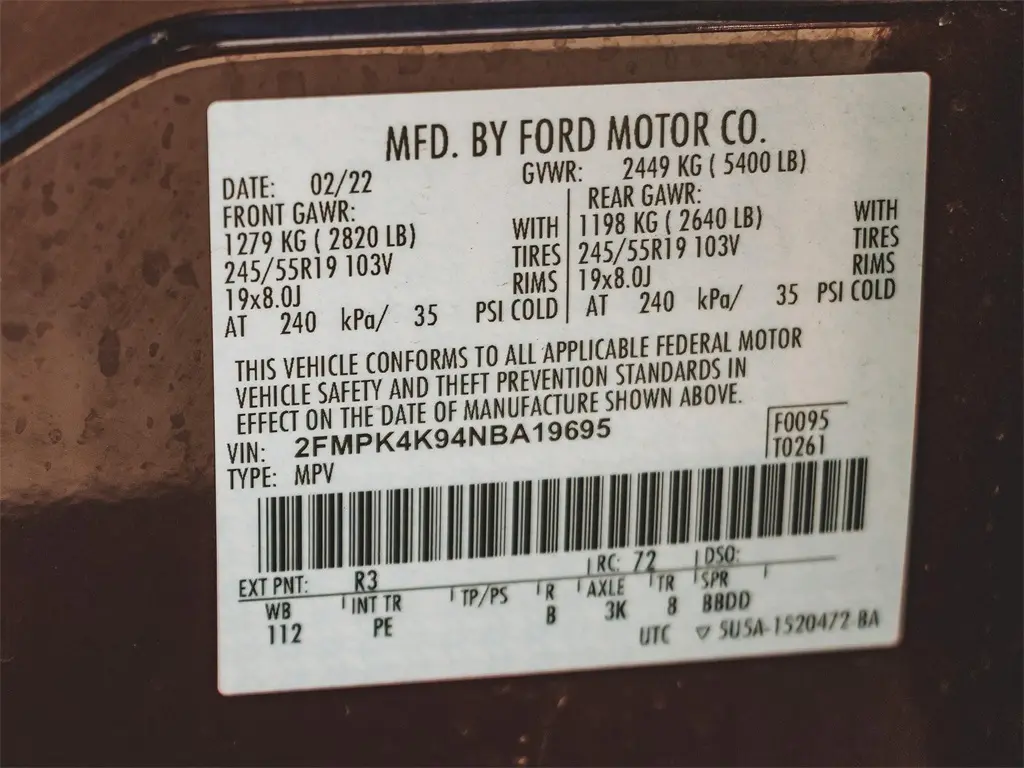 MFD. BY FORD MOTOR CO.
DATE: 02/22 GVWR: 2449 KG ( 5400 LB)
FRONT GAWR: REAR GAWR:
1279 KG ( 2820 LB) WITH 1198 KG ( 2640 LB) WITH
245/55R19 103V TIRES 245/55R19 103V TIRES
19x8.0J RIMS 19x8.0J RIMS
AT 240 kPa/ 35 PSI COLD AT 240 kPa/ 35 PSI COLD
THIS VEHICLE CONFORMS TO ALL APPLICABLE FEDERAL MOTOR
VEHICLE SAFETY AND THEFT PREVENTION STANDARDS IN
EFFECT ON THE DATE OF MANUFACTURE SHOWN ABOVE.
VIN: 2FMPK4K94NBA19695 F0095
TYPE: MPV T0261
EXT PNT: R3 RC: 72 DSO:
WB INT TR TP/PS R AXLE TR SPR
112 PE B 3K 8 BBDD
UTC ▽ 5U5A-1520472-BA